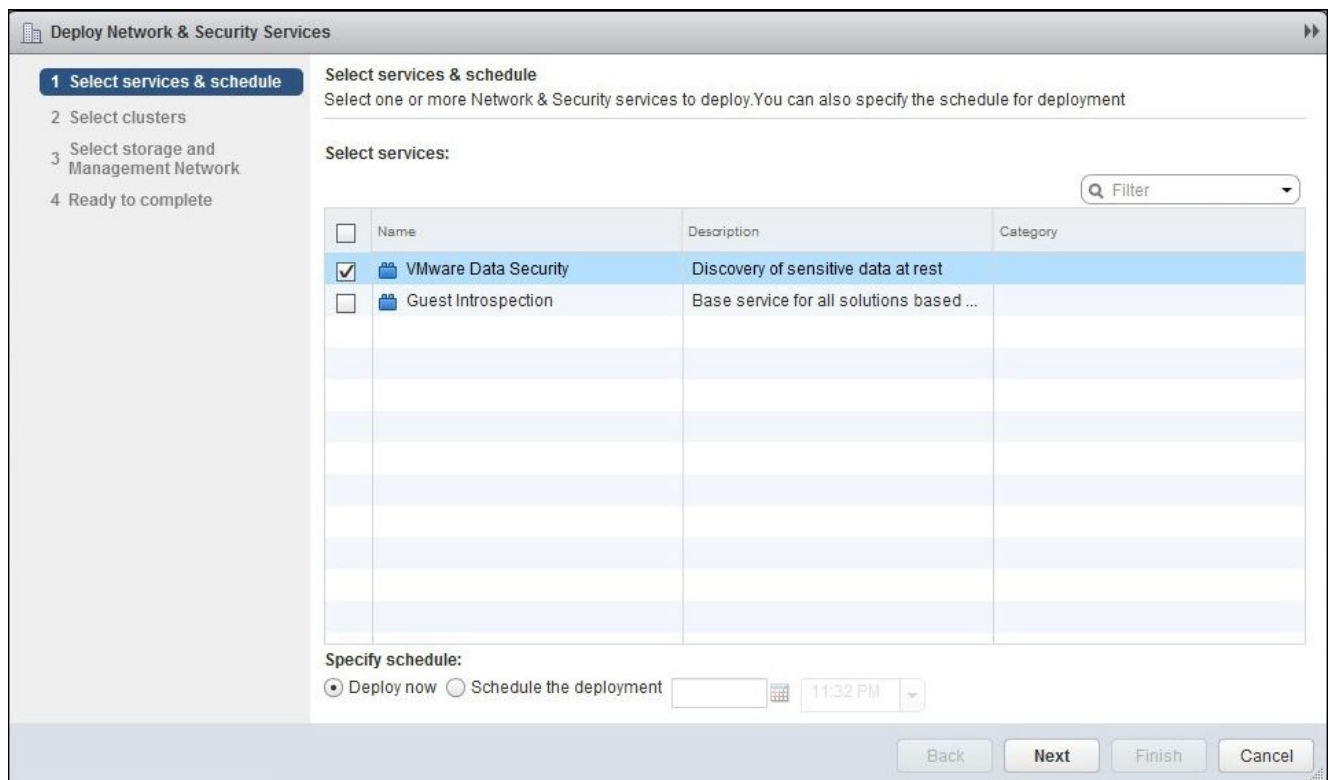 Deploy Network & Security Services
1 Select services & schedule
2 Select clusters
3 Select storage and
Management Network
4 Ready to complete
Select services & schedule
Select one or more Network & Security services to deploy.You can also specify the schedule for deployment
Select services:
Filter
Name Description Category
VMware Data Security Discovery of sensitive data at rest
Guest Introspection Base service for all solutions based ...
Specify schedule:
Deploy now Schedule the deployment 11:32 PM
Back Next Finish Cancel